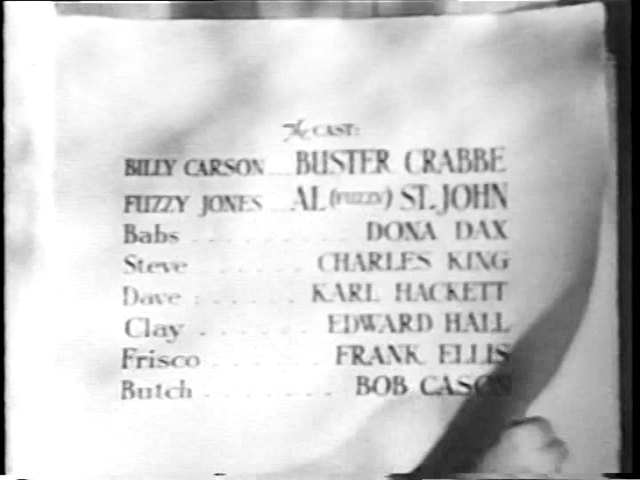 The CAST:
BILLY CARSON ... BUSTER CRABBE
FUZZY JONES ... AL (FUZZY) ST. JOHN
Babs . . . . . . . . . . DONA DAX
Steve . . . . . . . CHARLES KING
Dave . . . . . . . KARL HACKETT
Clay . . . . . . . EDWARD HALL
Frisco . . . . . . . FRANK ELLIS
Butch . . . . . . . . . BOB CASON